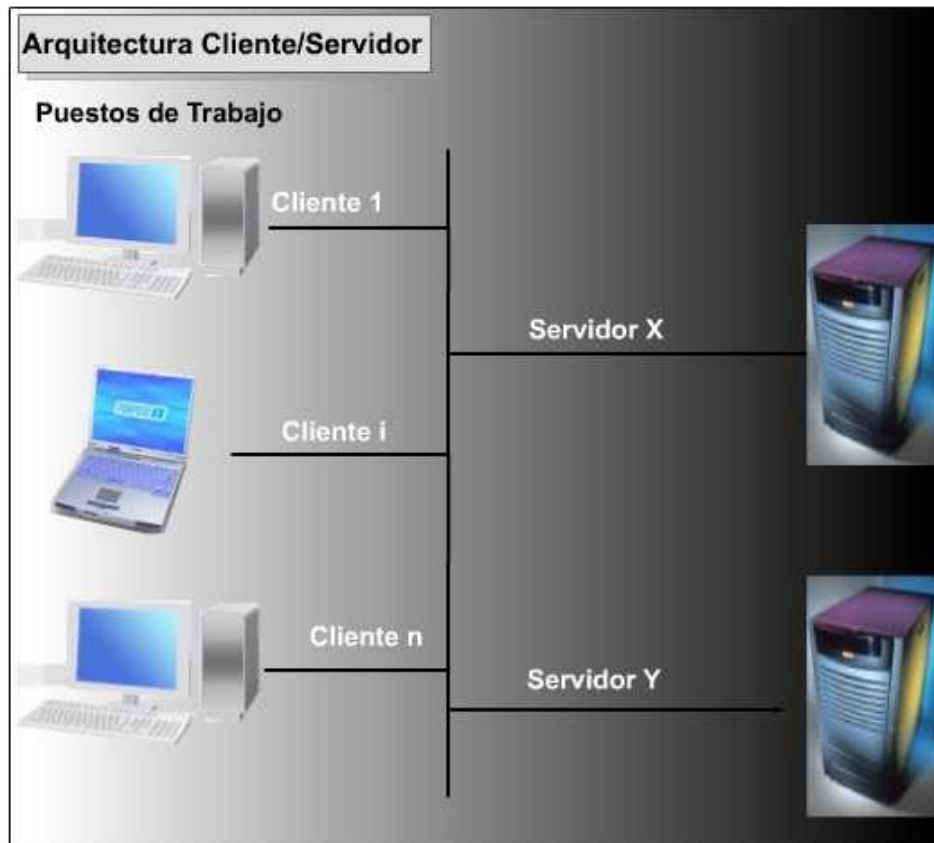 Arquitectura Cliente/Servidor
Puestos de Trabajo
Cliente 1
Servidor X
Cliente i
Cliente n
Servidor Y